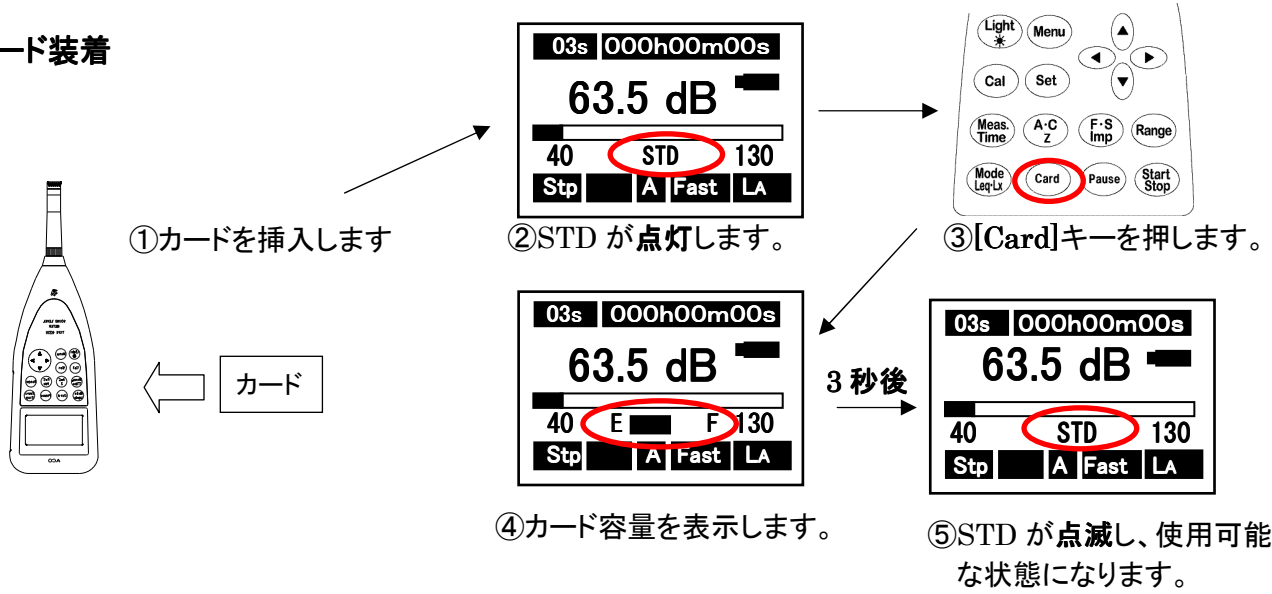 ード装着
①カードを挿入します
カード
03s 000h00m00s
63.5 dB
40 STD 130
Stp A Fast LA
②STD が点灯します。
Light Menu
Cal Set
Meas. Time A·C Z F·S Imp Range
Mode Leq·Lx Card Pause Start Stop
③[Card]キーを押します。
03s 000h00m00s
63.5 dB
40 E F 130
Stp A Fast LA
④カード容量を表示します。
3 秒後
03s 000h00m00s
63.5 dB
40 STD 130
Stp A Fast LA
⑤STD が点滅し、使用可能
な状態になります。